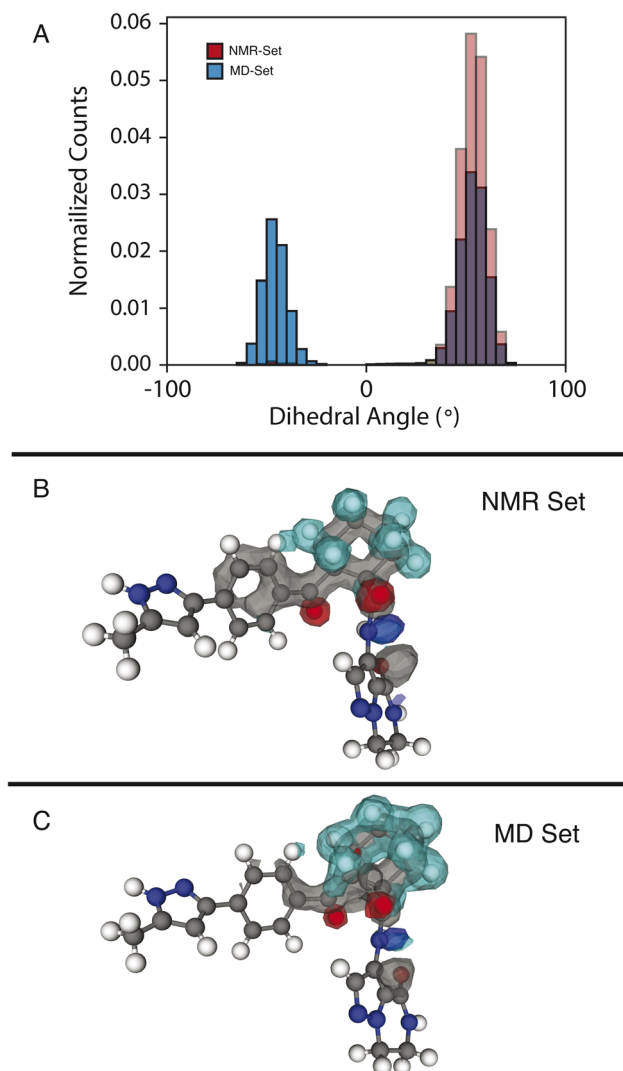 A
0.06
0.05
0.04
0.03
0.02
0.01
0.00
Normailized Counts
NMR-Set
MD-Set
-100
0
100
Dihedral Angle (°)
B
NMR Set
C
MD Set